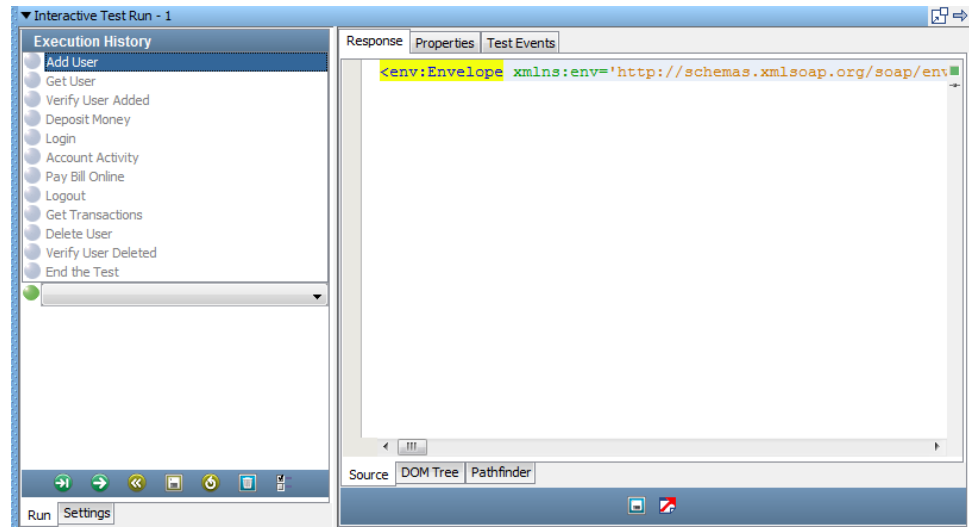 Interactive Test Run - 1
Execution History
Add User
Get User
Verify User Added
Deposit Money
Login
Account Activity
Pay Bill Online
Logout
Get Transactions
Delete User
Verify User Deleted
End the Test
Run Settings
Response Properties Test Events
<env:Envelope xmlns:env='http://schemas.xmlsoap.org/soap/env
Source DOM Tree Pathfinder